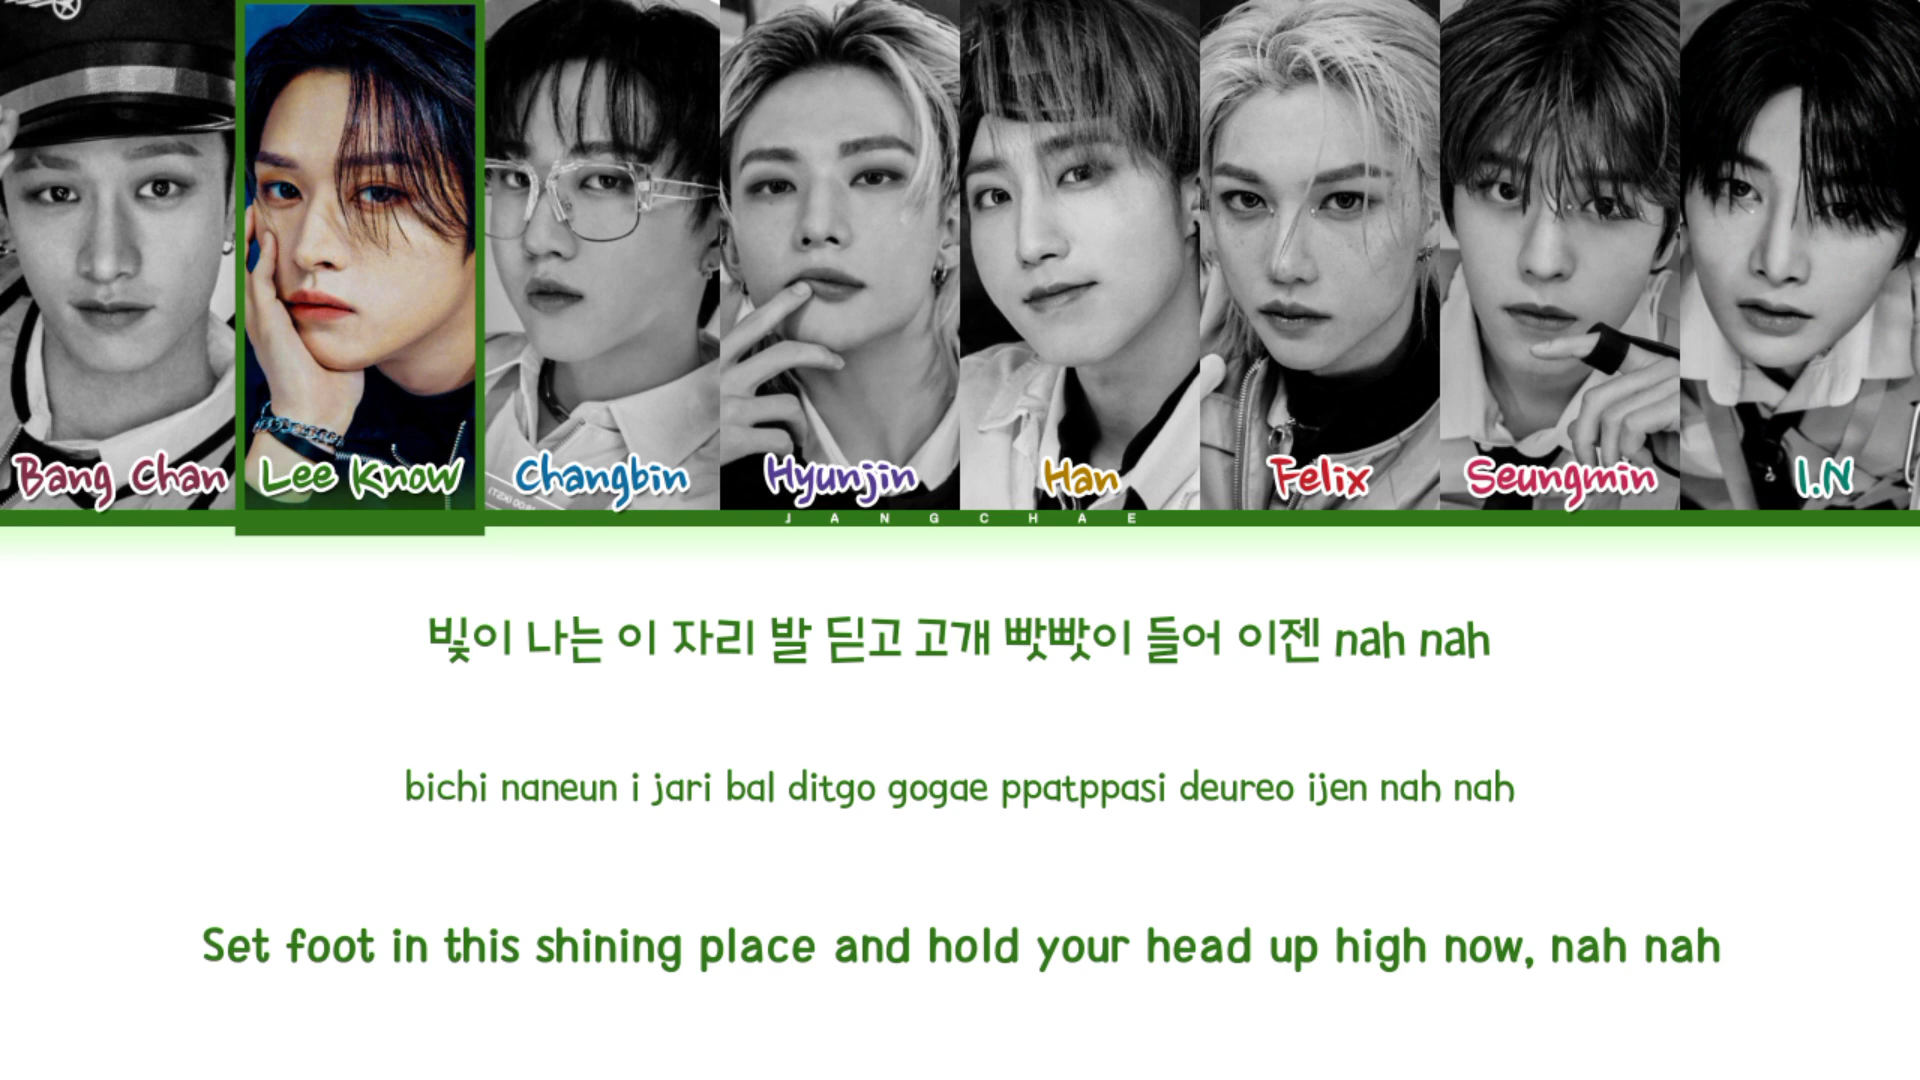 Bang Chan
Lee Know
Changbin
Hyunjin
Han
Felix
Seungmin
I.N
JANGCHAE
빛이 나는 이 자리 발 딛고 고개 빳빳이 들어 이젠 nah nah
bichi naneun i jari bal ditgo gogae ppatppasi deureo ijen nah nah
Set foot in this shining place and hold your head up high now, nah nah